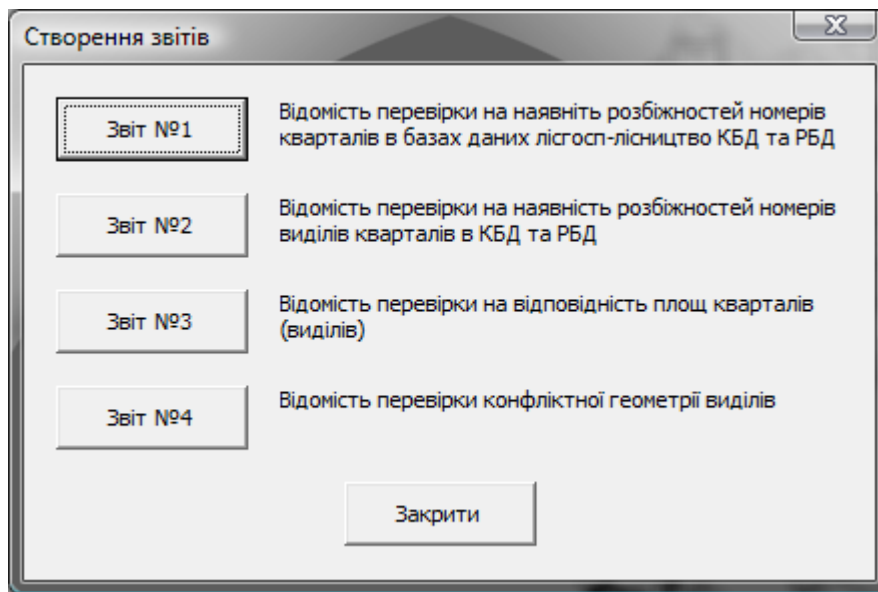 Створення звітів
Звіт №1
Відомість перевірки на наявніть розбіжностей номерів
кварталів в базах даних лісгосп-лісництво КБД та РБД
Звіт №2
Відомість перевірки на наявність розбіжностей номерів
виділів кварталів в КБД та РБД
Звіт №3
Відомість перевірки на відповідність площ кварталів
(виділів)
Звіт №4
Відомість перевірки конфліктної геометрії виділів
Закрити